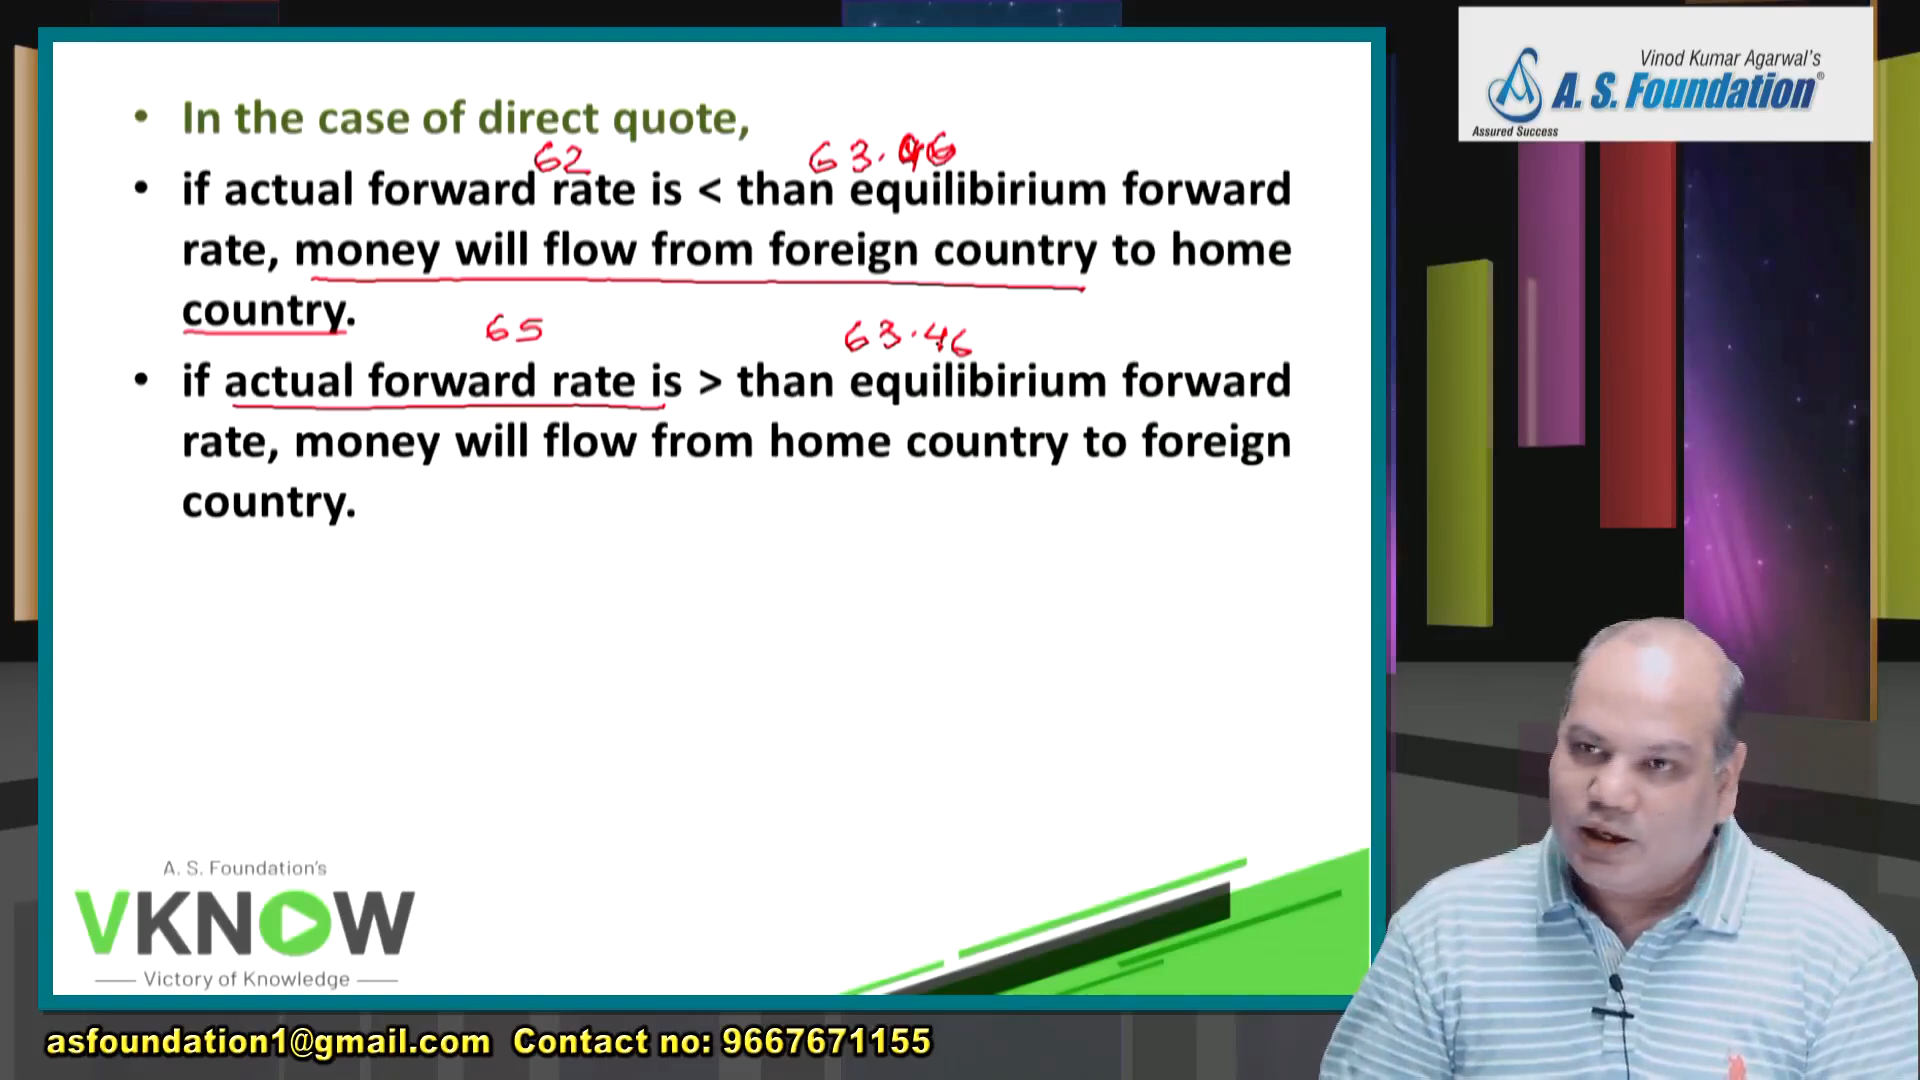 • In the case of direct quote,
62 63.46
• if actual forward rate is < than equilibirium forward
rate, money will flow from foreign country to home
country.
65 63.46
• if actual forward rate is > than equilibirium forward
rate, money will flow from home country to foreign
country.
Vinod Kumar Agarwal's
A. S. Foundation®
Assured Success
A. S. Foundation's
VKNOW
Victory of Knowledge
asfoundation1@gmail.com Contact no: 9667671155